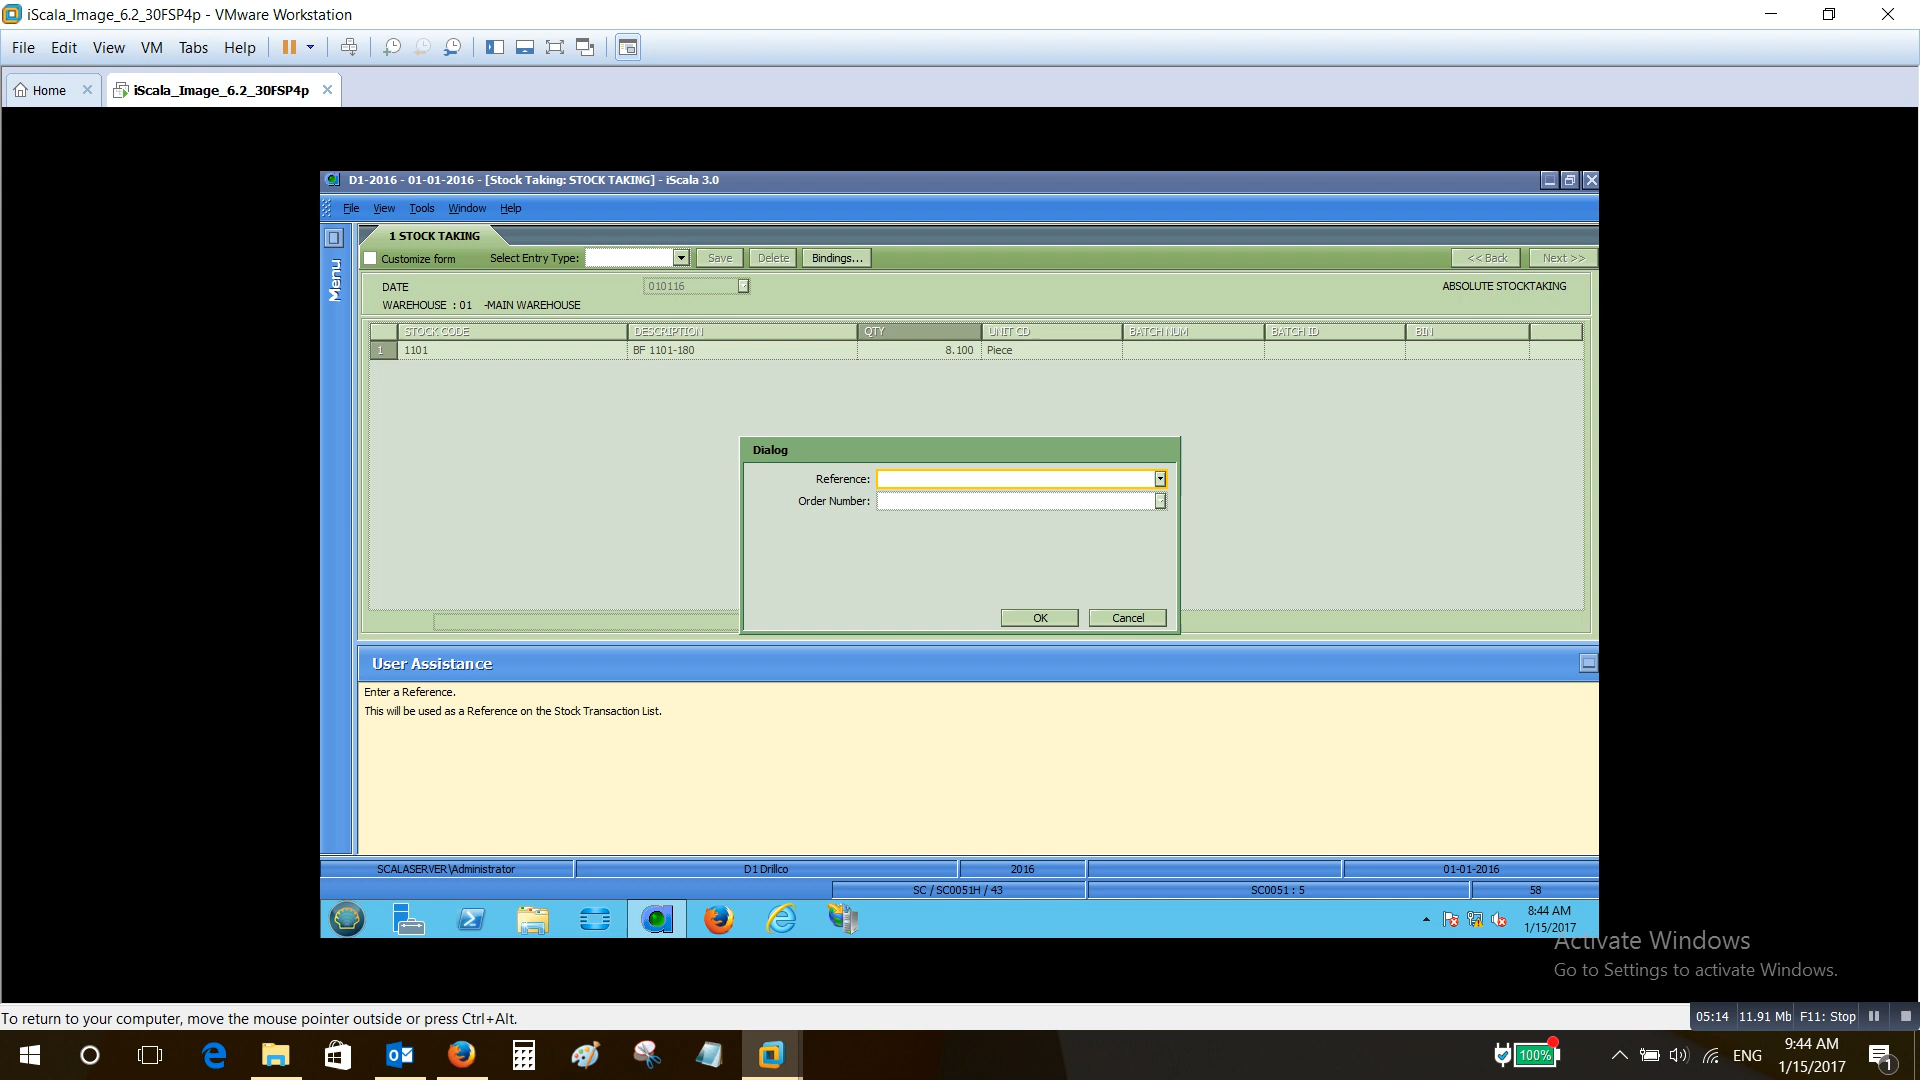 iScala_Image_6.2_30FSP4p - VMware Workstation
File Edit View VM Tabs Help
Home iScala_Image_6.2_30FSP4p
D1-2016 - 01-01-2016 - [Stock Taking: STOCK TAKING] - iScala 3.0
File View Tools Window Help
Menu
1 STOCK TAKING
Customize form Select Entry Type: Save Delete Bindings... << Back Next >>
DATE 010116 ABSOLUTE STOCKTAKING
WAREHOUSE : 01 -MAIN WAREHOUSE
STOCK CODE DESCRIPTION QTY UNIT CD BATCH NUM BATCH ID BIN
1 1101 BF 1101-180 8.100 Piece
Dialog
Reference:
Order Number:
OK Cancel
User Assistance
Enter a Reference.
This will be used as a Reference on the Stock Transaction List.
SCALASERVER\Administrator D1 Drillco 2016 01-01-2016
SC / SC0051H / 43 SC0051 : 5 58
8:44 AM
1/15/2017
Activate Windows
Go to Settings to activate Windows.
To return to your computer, move the mouse pointer outside or press Ctrl+Alt.
05:14 11.91 Mb F11: Stop
100% ENG 9:44 AM
1/15/2017 1